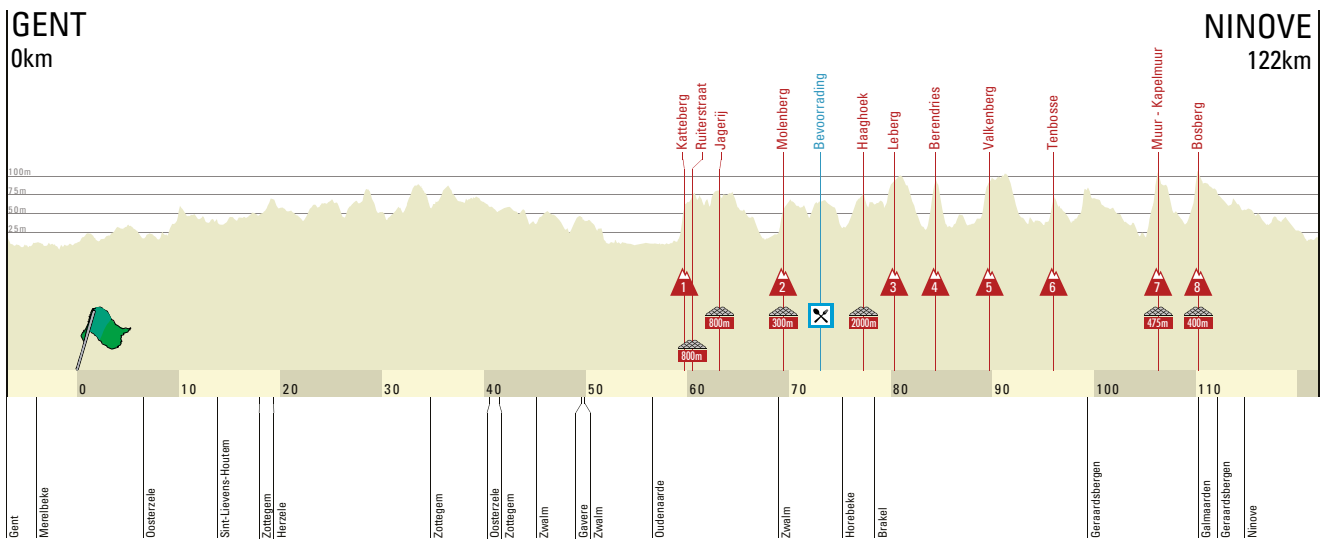 GENT
0km
NINOVE
122km
Katteberg
Ruiterstraat
Jagerij
Molenberg
Bevoorrading
Haaghoek
Leberg
Berendries
Valkenberg
Tenbosse
Muur - Kapelmuur
Bosberg
100m
75m
50m
25m
1
2
3
4
5
6
7
8
800m
300m
2000m
475m
400m
800m
0
10
20
30
40
50
60
70
80
90
100
110
Gent
Merelbeke
Oosterzele
Sint-Lievens-Houtem
Zottegem
Herzele
Zottegem
Oosterzele
Zottegem
Zwalm
Gavere
Zwalm
Oudenaarde
Zwalm
Horebeke
Brakel
Geraardsbergen
Galmaarden
Geraardsbergen
Ninove